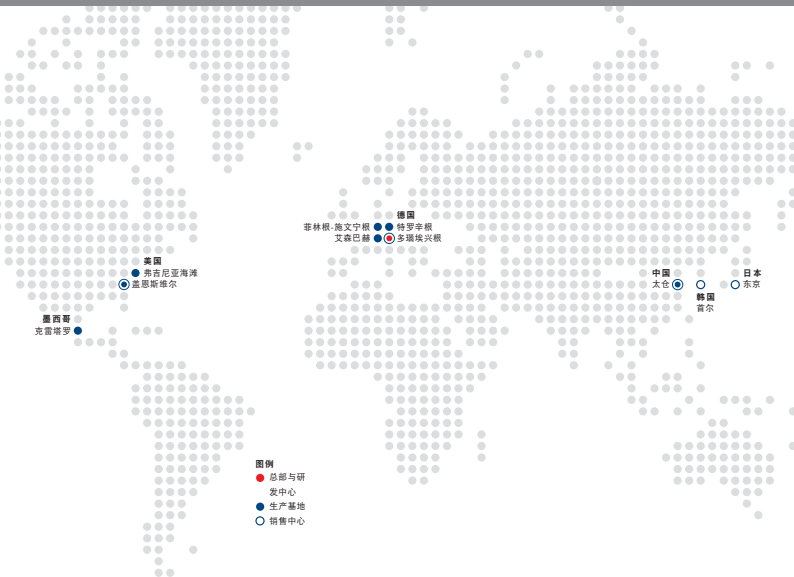 德国
菲林根-施文宁根 特罗辛根
艾森巴赫 多瑙埃兴根
美国
弗吉尼亚海滩
盖恩斯维尔
中国
太仓
日本
东京
韩国
首尔
墨西哥
克雷塔罗
图例
总部与研
发中心
生产基地
销售中心